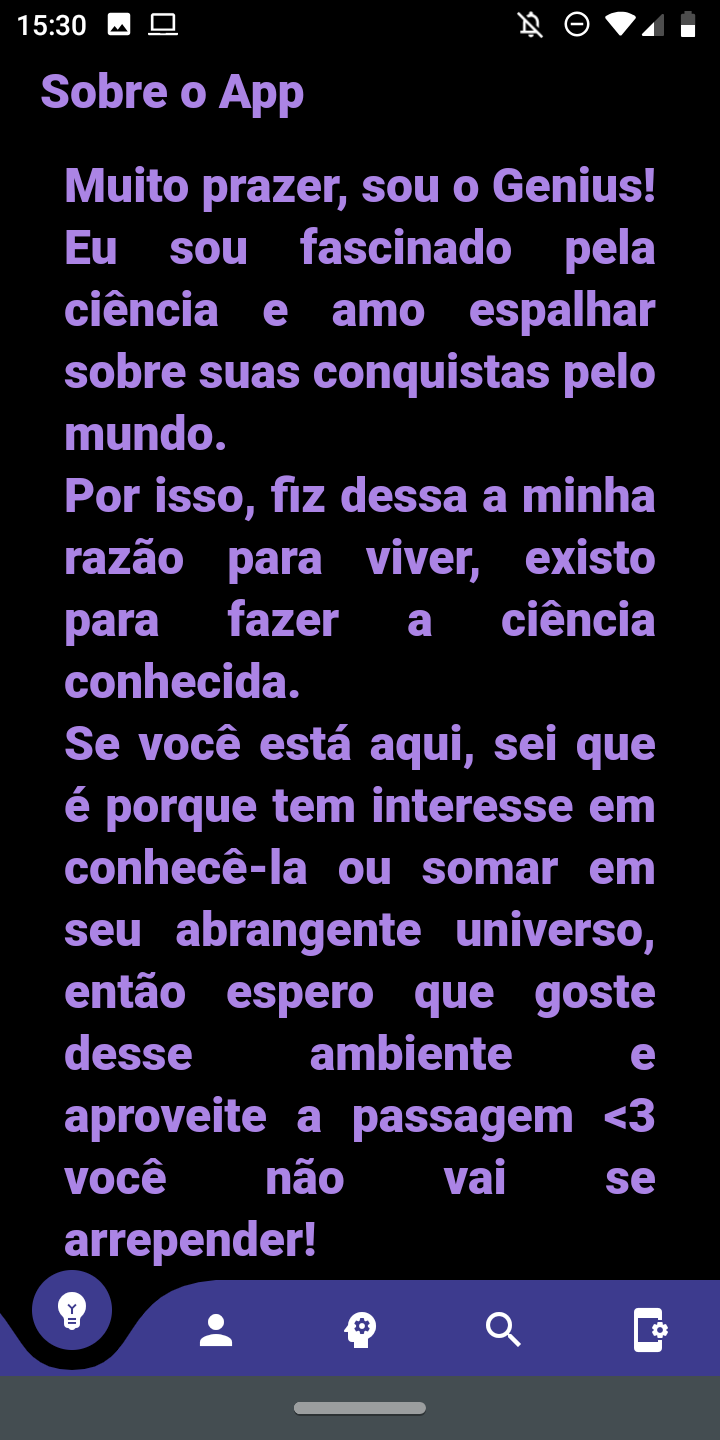 15:30
Sobre o App
Muito prazer, sou o Genius!
Eu sou fascinado pela
ciência e amo espalhar
sobre suas conquistas pelo
mundo.
Por isso, fiz dessa a minha
razão para viver, existo
para fazer a ciência
conhecida.
Se você está aqui, sei que
é porque tem interesse em
conhecê-la ou somar em
seu abrangente universo,
então espero que goste
desse ambiente e
aproveite a passagem <3
você não vai se
arrepender!